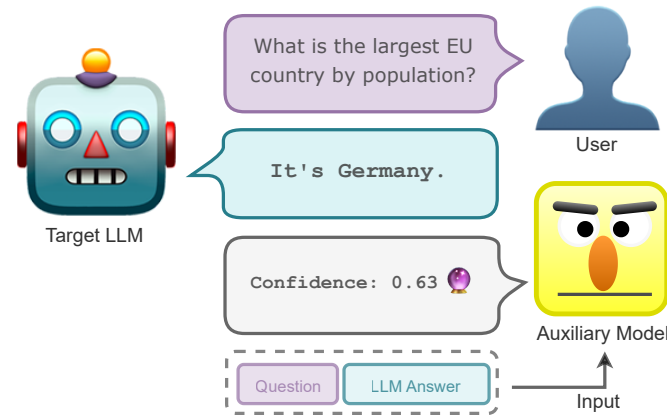 What is the largest EU
country by population?
User
It's Germany.
Target LLM
Confidence: 0.63
Auxiliary Model
Question
LLM Answer
Input